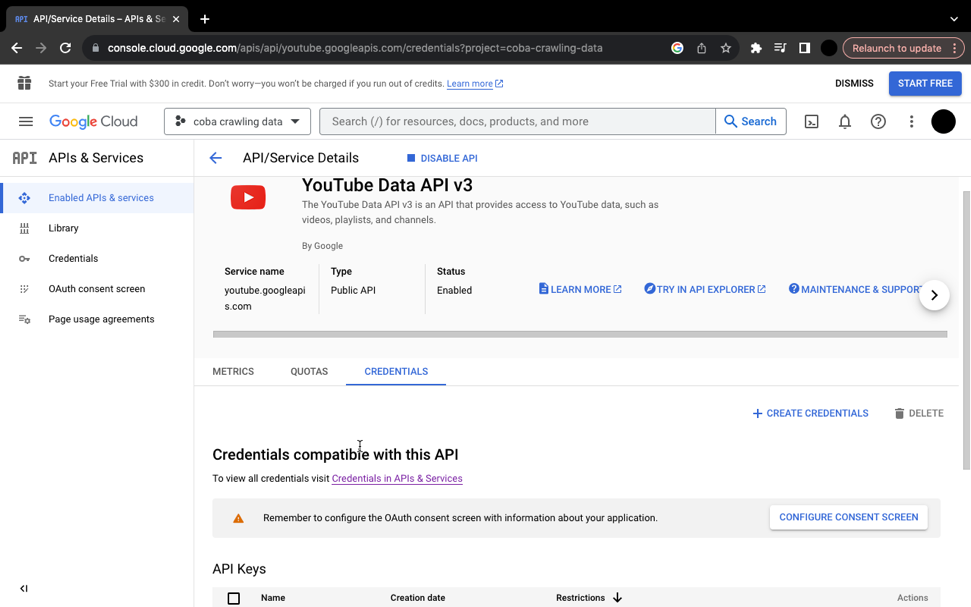 API API/Service Details – APIs & Se
console.cloud.google.com/apis/api/youtube.googleapis.com/credentials?project=coba-crawling-data
Relaunch to update
Start your Free Trial with $300 in credit. Don't worry—you won't be charged if you run out of credits. Learn more
DISMISS
START FREE
Google Cloud
coba crawling data
Search (/) for resources, docs, products, and more
Search
API APIs & Services
API/Service Details
DISABLE API
Enabled APIs & services
Library
Credentials
OAuth consent screen
Page usage agreements
YouTube Data API v3
The YouTube Data API v3 is an API that provides access to YouTube data, such as
videos, playlists, and channels.
By Google
Service name
youtube.googleapi
s.com
Type
Public API
Status
Enabled
LEARN MORE
TRY IN API EXPLORER
MAINTENANCE & SUPPORT
METRICS
QUOTAS
CREDENTIALS
+ CREATE CREDENTIALS
DELETE
Credentials compatible with this API
To view all credentials visit Credentials in APIs & Services
Remember to configure the OAuth consent screen with information about your application.
CONFIGURE CONSENT SCREEN
API Keys
Name
Creation date
Restrictions
Actions